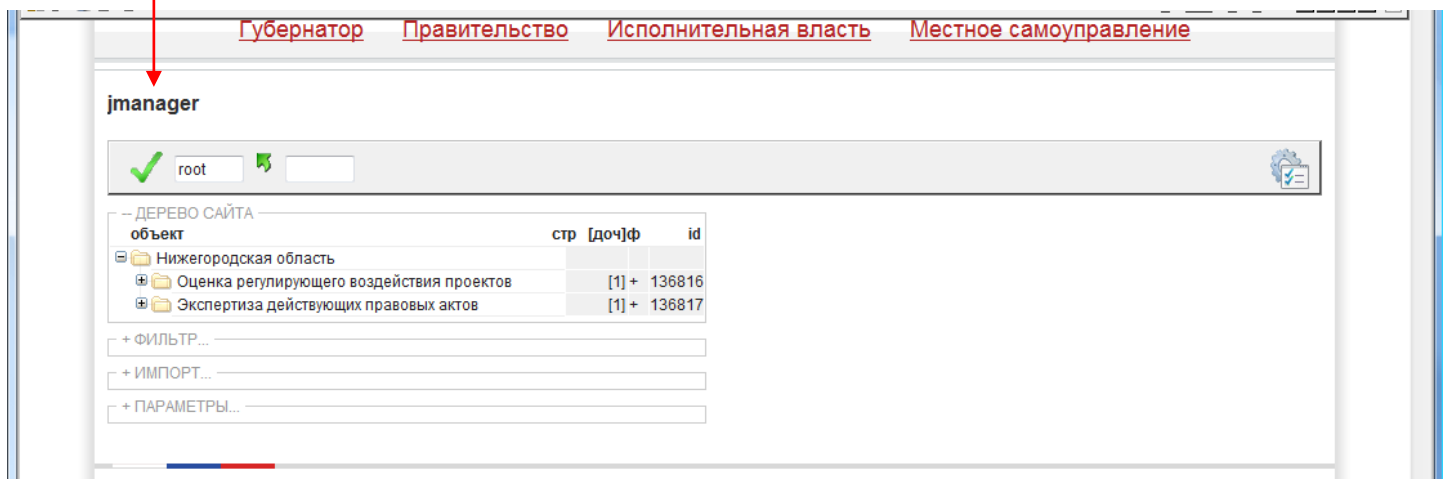 Губернатор Правительство Исполнительная власть Местное самоуправление
jmanager
root
-- ДЕРЕВО САЙТА
объект стр [доч]ф id
Нижегородская область
Оценка регулирующего воздействия проектов [1] + 136816
Экспертиза действующих правовых актов [1] + 136817
+ ФИЛЬТР...
+ ИМПОРТ...
+ ПАРАМЕТРЫ...